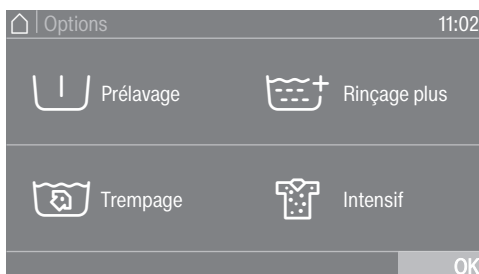 Options 11:02
Prélavage Rinçage plus
Trempage Intensif
OK